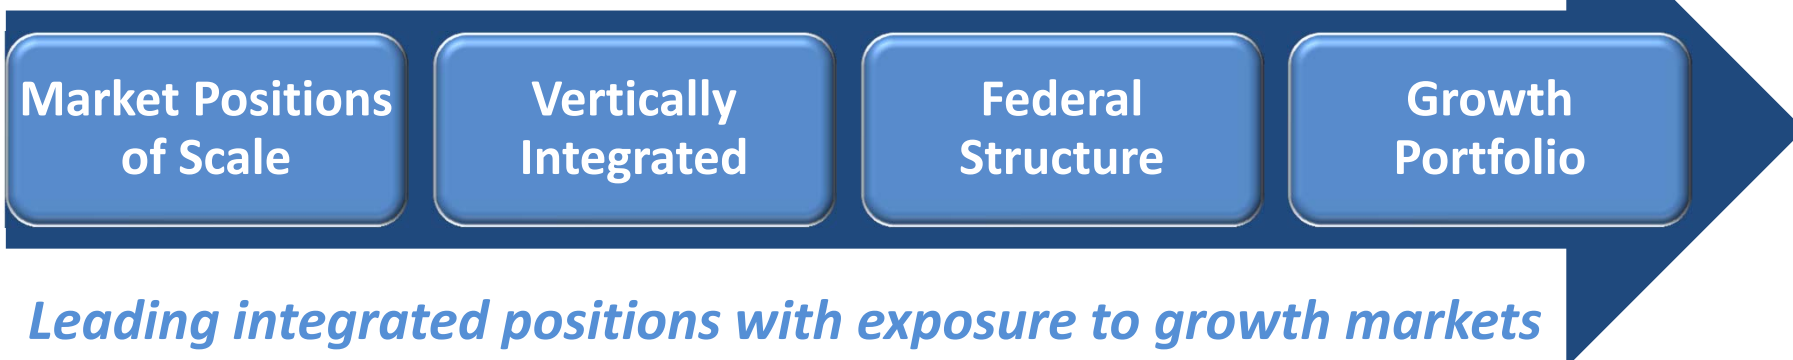 Market Positions
of Scale
Vertically
Integrated
Federal
Structure
Growth
Portfolio
Leading integrated positions with exposure to growth markets